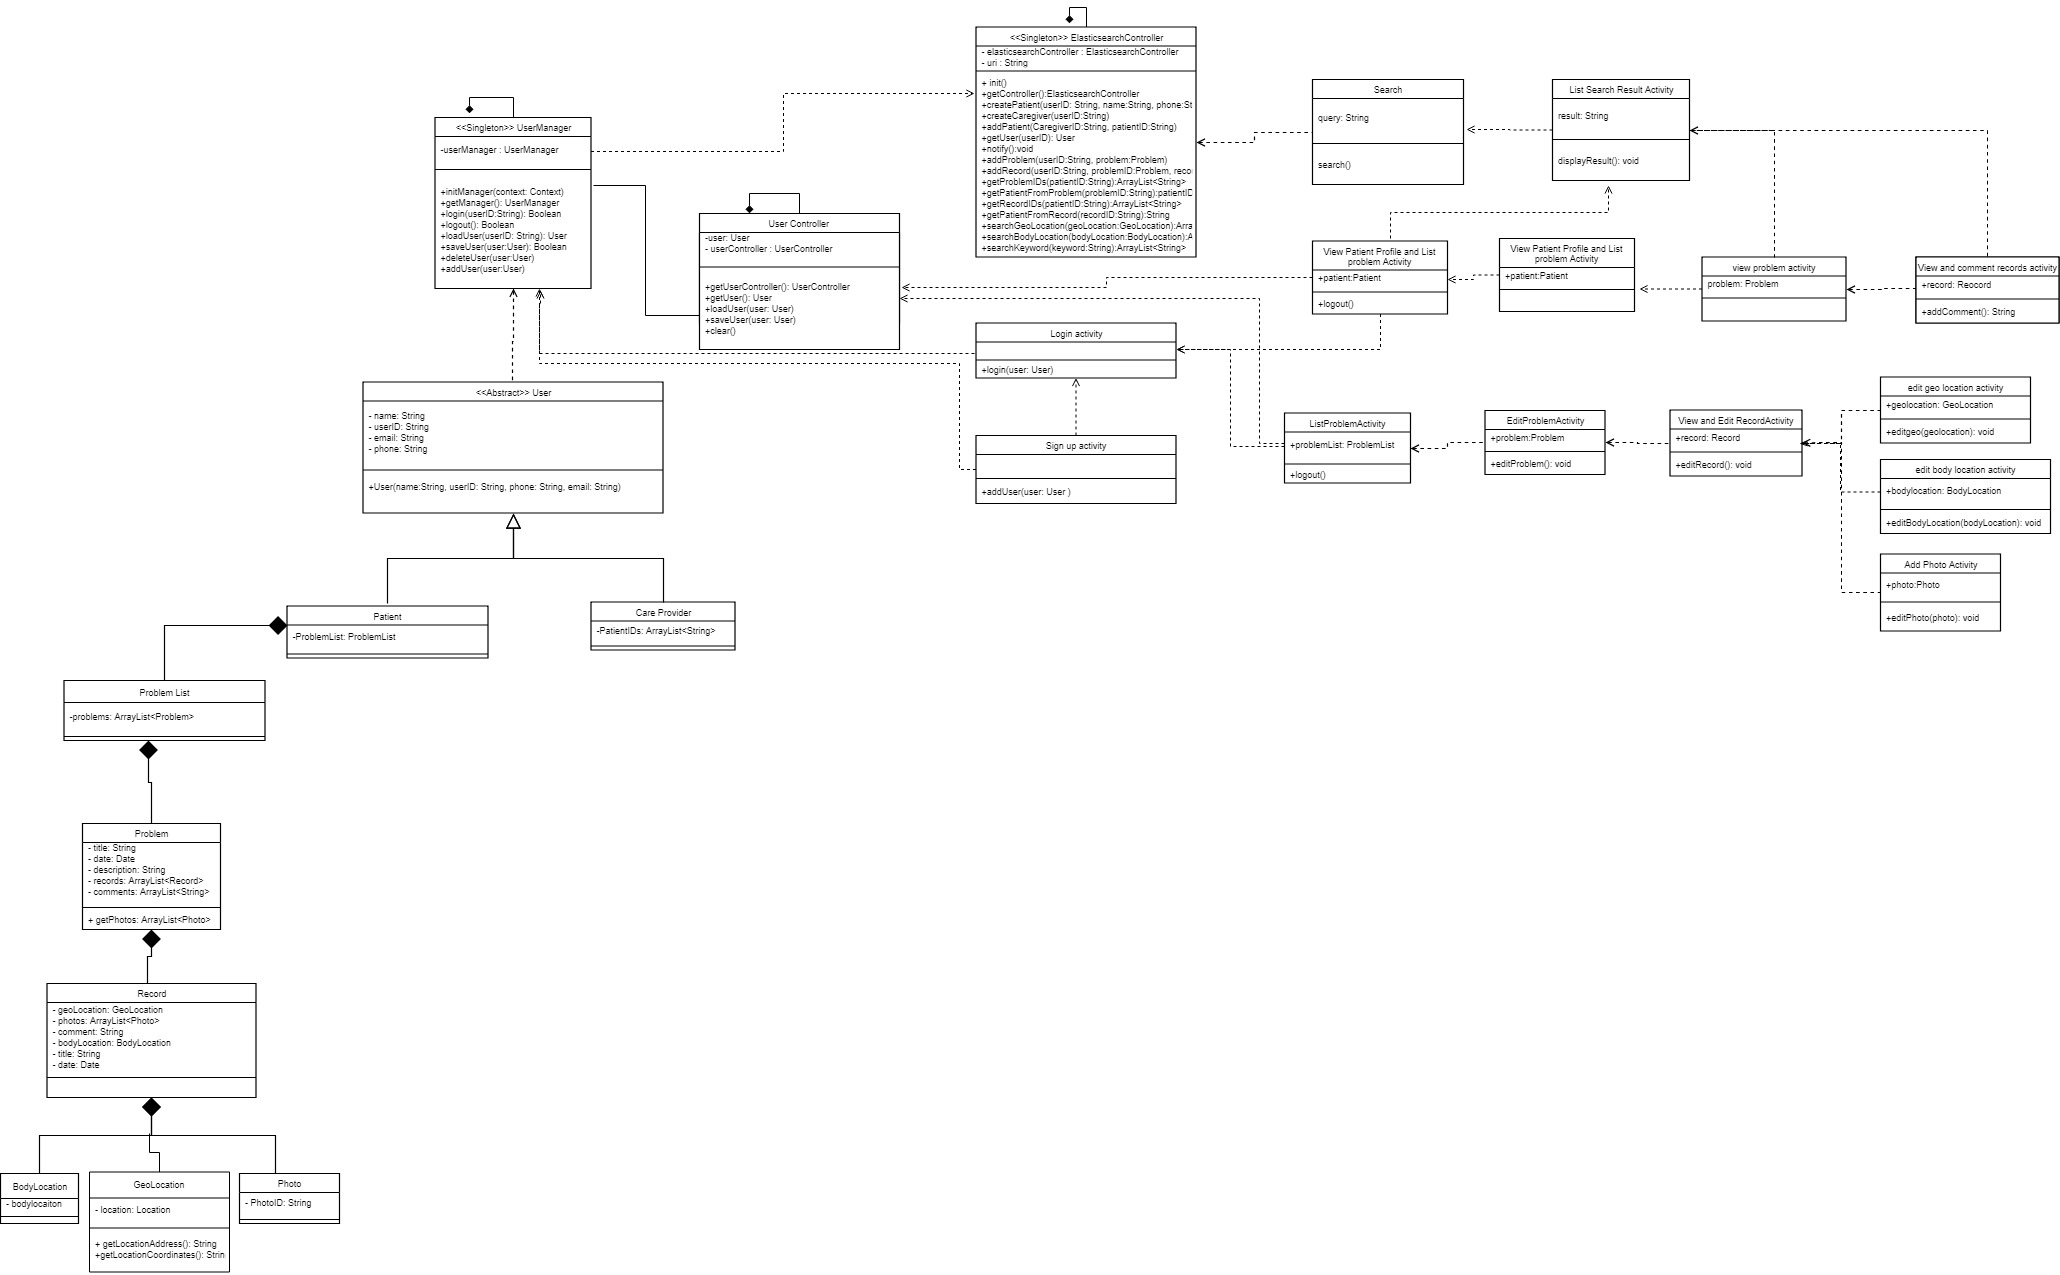 <<Singleton>> ElasticsearchController
- elasticsearchController : ElasticsearchController
- uri : String
+ init()
+getController():ElasticsearchController
+createPatient(userID: String, name:String, phone:St
+createCaregiver(userID:String)
+addPatient(CaregiverID:String, patientID:String)
+getUser(userID): User
+notify():void
+addProblem(userID:String, problem:Problem)
+addRecord(userID:String, problemID:Problem, reco
+getProblemIDs(patientID:String):ArrayList<String>
+getPatientFromProblem(problemID:String):patientID
+getRecordIDs(patientID:String):ArrayList<String>
+getPatientFromRecord(recordID:String):String
+searchGeoLocation(geoLocation:GeoLocation):Arra
+searchBodyLocation(bodyLocation:BodyLocation):A
+searchKeyword(keyword:String):ArrayList<String>
Search
query: String
search()
List Search Result Activity
result: String
displayResult(): void
<<Singleton>> UserManager
-userManager : UserManager
+initManager(context: Context)
+getManager(): UserManager
+login(userID:String): Boolean
+logout(): Boolean
+loadUser(userID: String): User
+saveUser(user:User): Boolean
+deleteUser(user:User)
+addUser(user:User)
User Controller
-user: User
- userController : UserController
+getUserController(): UserController
+getUser(): User
+loadUser(user: User)
+saveUser(user: User)
+clear()
View Patient Profile and List
problem Activity
+patient:Patient
+logout()
View Patient Profile and List
problem Activity
+patient:Patient
view problem activity
problem: Problem
View and comment records activity
+record: Reocord
+addComment(): String
Login activity
+login(user: User)
<<Abstract>> User
- name: String
- userID: String
- email: String
- phone: String
+User(name:String, userID: String, phone: String, email: String)
Sign up activity
+addUser(user: User )
ListProblemActivity
+problemList: ProblemList
+logout()
EditProblemActivity
+problem:Problem
+editProblem(): void
View and Edit RecordActivity
+record: Record
+editRecord(): void
edit geo location activity
+geolocation: GeoLocation
+editgeo(geolocation): void
edit body location activity
+bodylocation: BodyLocation
+editBodyLocation(bodyLocation): void
Add Photo Activity
+photo:Photo
+editPhoto(photo): void
Patient
-ProblemList: ProblemList
Care Provider
-PatientIDs: ArrayList<String>
Problem List
-problems: ArrayList<Problem>
Problem
- title: String
- date: Date
- description: String
- records: ArrayList<Record>
- comments: ArrayList<String>
+ getPhotos: ArrayList<Photo>
Record
- geoLocation: GeoLocation
- photos: ArrayList<Photo>
- comment: String
- bodyLocation: BodyLocation
- title: String
- date: Date
BodyLocation
- bodylocaiton
GeoLocation
- location: Location
+ getLocationAddress(): String
+getLocationCoordinates(): Strin
Photo
- PhotoID: String